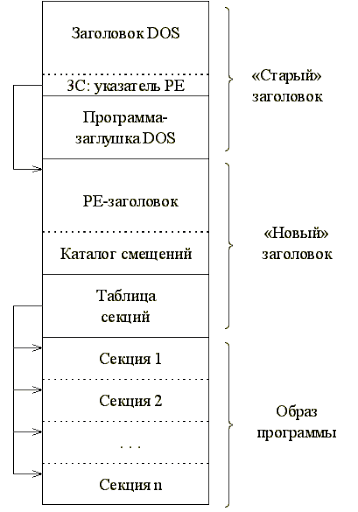 Заголовок DOS
3C: указатель PE
Программа-
заглушка DOS
«Старый»
заголовок
PE-заголовок
Каталог смещений
Таблица
секций
«Новый»
заголовок
Секция 1
Секция 2
. . .
Секция n
Образ
программы